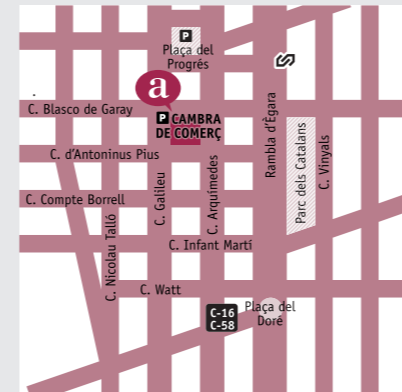 P
Plaça del
Progrés
a
C. Blasco de Garay
P CAMBRA
DE COMERÇ
C. d'Antoninus Pius
C. Compte Borrell
C. Nicolau Talló
C. Galileu
C. Arquímedes
Rambla d'Ègara
Parc dels Catalans
C. Vinyals
C. Infant Martí
C. Watt
C-16
C-58
Plaça del
Doré